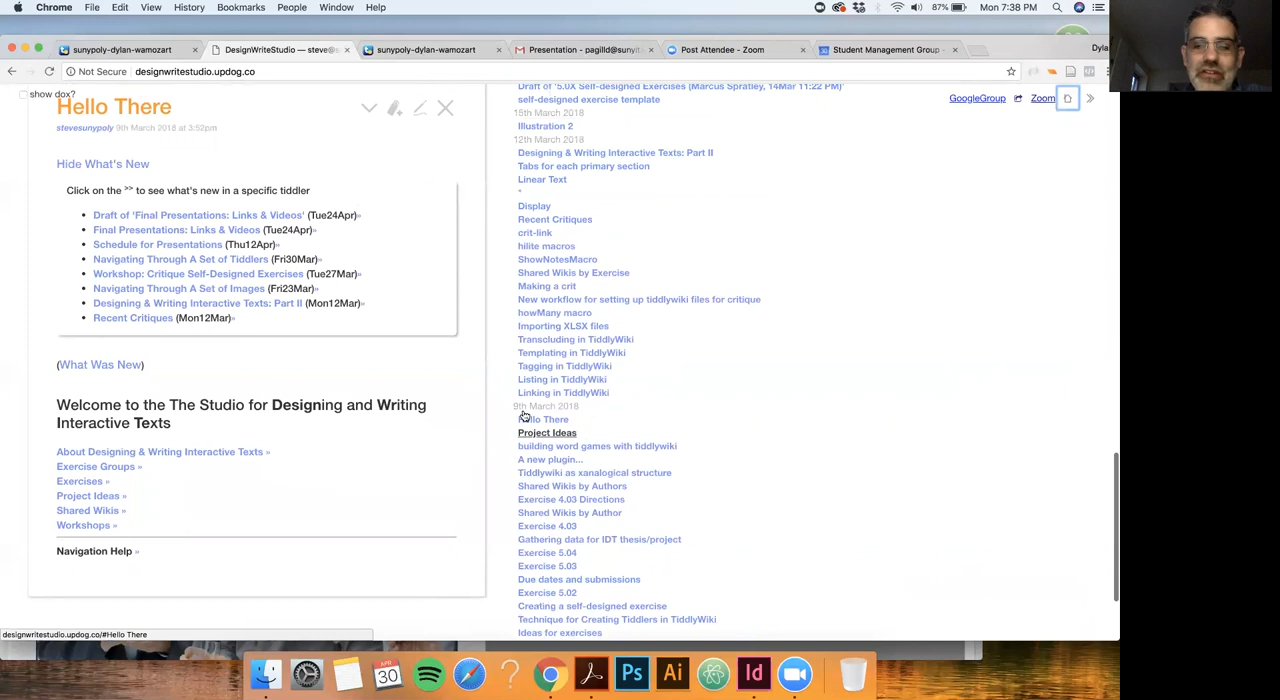 Chrome File Edit View History Bookmarks People Window Help 87% Mon 7:38 PM
sunypoly-dylan-wamozart × DesignWriteStudio — steve@s × sunypoly-dylan-wamozart × Presentation - pagilld@sunyit × Post Attendee - Zoom × Student Management Group - × Dyla
Not Secure designwritestudio.updog.co
show dox?
GoogleGroup Zoom
Hello There
stevesunypoly 9th March 2018 at 3:52pm
Hide What's New
Click on the >> to see what's new in a specific tiddler
• Draft of 'Final Presentations: Links & Videos' (Tue24Apr)»
• Final Presentations: Links & Videos (Tue24Apr)»
• Schedule for Presentations (Thu12Apr)»
• Navigating Through A Set of Tiddlers (Fri30Mar)»
• Workshop: Critique Self-Designed Exercises (Tue27Mar)»
• Navigating Through A Set of Images (Fri23Mar)»
• Designing & Writing Interactive Texts: Part II (Mon12Mar)»
• Recent Critiques (Mon12Mar)»
(What Was New)
Welcome to the The Studio for Designing and Writing
Interactive Texts
About Designing & Writing Interactive Texts »
Exercise Groups »
Exercises »
Project Ideas »
Shared Wikis »
Workshops »
Navigation Help »
Draft of '5.0X Self-designed Exercises (Marcus Spratley, 14Mar 11:22 PM)'
self-designed exercise template
15th March 2018
Illustration 2
12th March 2018
Designing & Writing Interactive Texts: Part II
Tabs for each primary section
Linear Text
*
Display
Recent Critiques
crit-link
hilite macros
ShowNotesMacro
Shared Wikis by Exercise
Making a crit
New workflow for setting up tiddlywiki files for critique
howMany macro
Importing XLSX files
Transcluding in TiddlyWiki
Templating in TiddlyWiki
Tagging in TiddlyWiki
Listing in TiddlyWiki
Linking in TiddlyWiki
9th March 2018
Hello There
Project Ideas
building word games with tiddlywiki
A new plugin...
Tiddlywiki as xanalogical structure
Shared Wikis by Authors
Exercise 4.03 Directions
Shared Wikis by Author
Exercise 4.03
Gathering data for IDT thesis/project
Exercise 5.04
Exercise 5.03
Due dates and submissions
Exercise 5.02
Creating a self-defined exercise
Technique for Creating Tiddlers in TiddlyWiki
Ideas for exercises
designwritestudio.updog.co/#Hello There
APR
30
Ps
Ai
Id